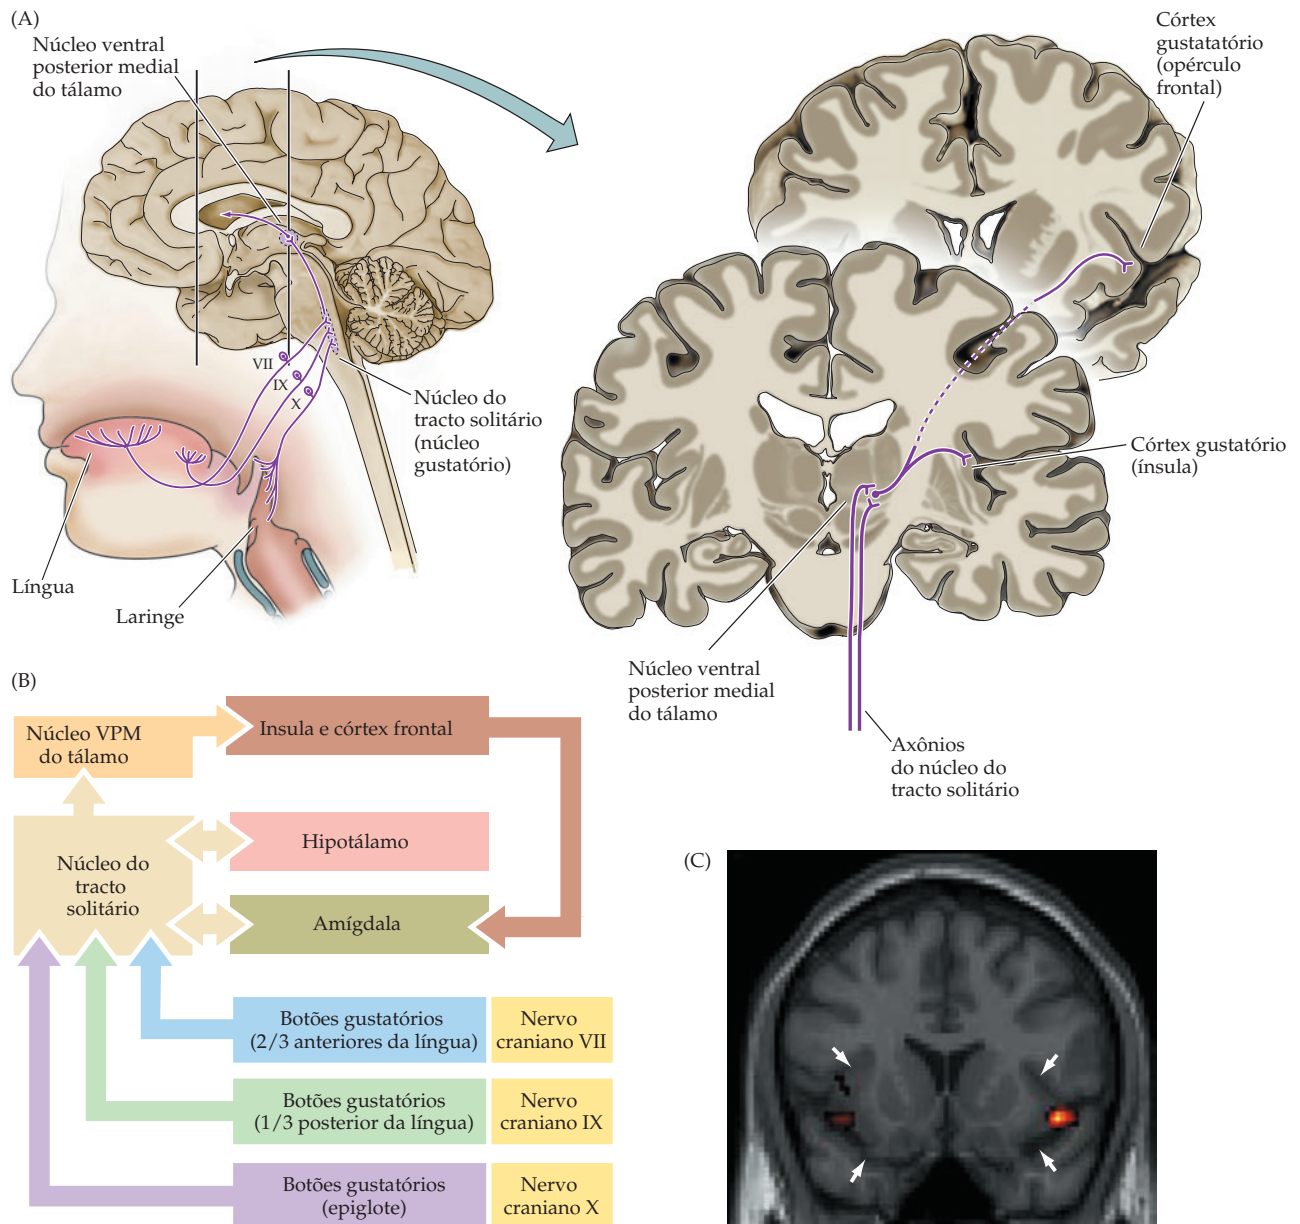 (A)
Núcleo ventral
posterior medial
do tálamo
VII
IX
X
Núcleo do
tracto solitário
(núcleo
gustatório)
Língua
Laringe
Córtex
gustatatório
(opérculo
frontal)
Córtex gustatório
(ínsula)
Núcleo ventral
posterior medial
do tálamo
Axônios
do núcleo do
tracto solitário
(B)
Núcleo VPM
do tálamo
Insula e córtex frontal
Hipotálamo
Núcleo do
tracto
solitário
Amígdala
Botões gustatórios
(2/3 anteriores da língua)
Nervo
craniano VII
Botões gustatórios
(1/3 posterior da língua)
Nervo
craniano IX
Botões gustatórios
(epiglote)
Nervo
craniano X
(C)